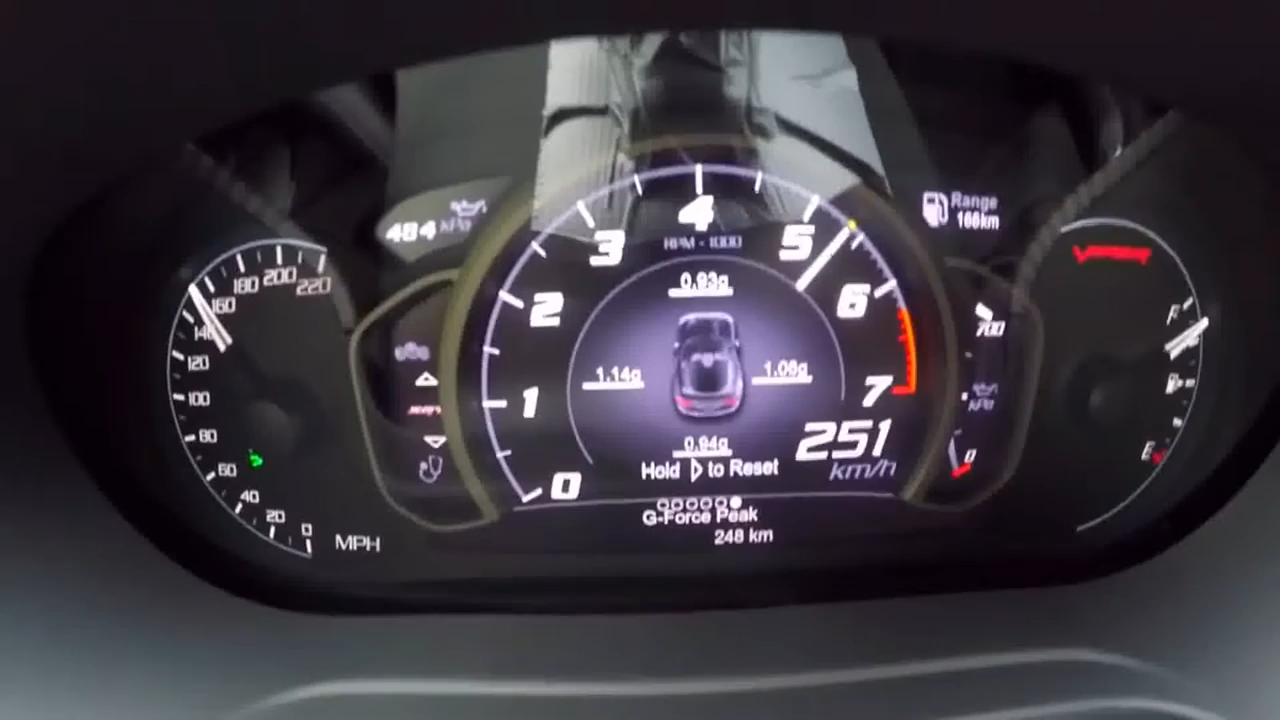 484 kPa
Range
166km
220
200
180
160
140
120
100
80
60
40
20
0
MPH
0
1
2
3
4
5
6
7
RPM - 1000
0.93g
1.14g
1.06g
0.94g
251
km/h
Hold ▷ to Reset
G-Force Peak
248 km
700
kPa
0
F
E